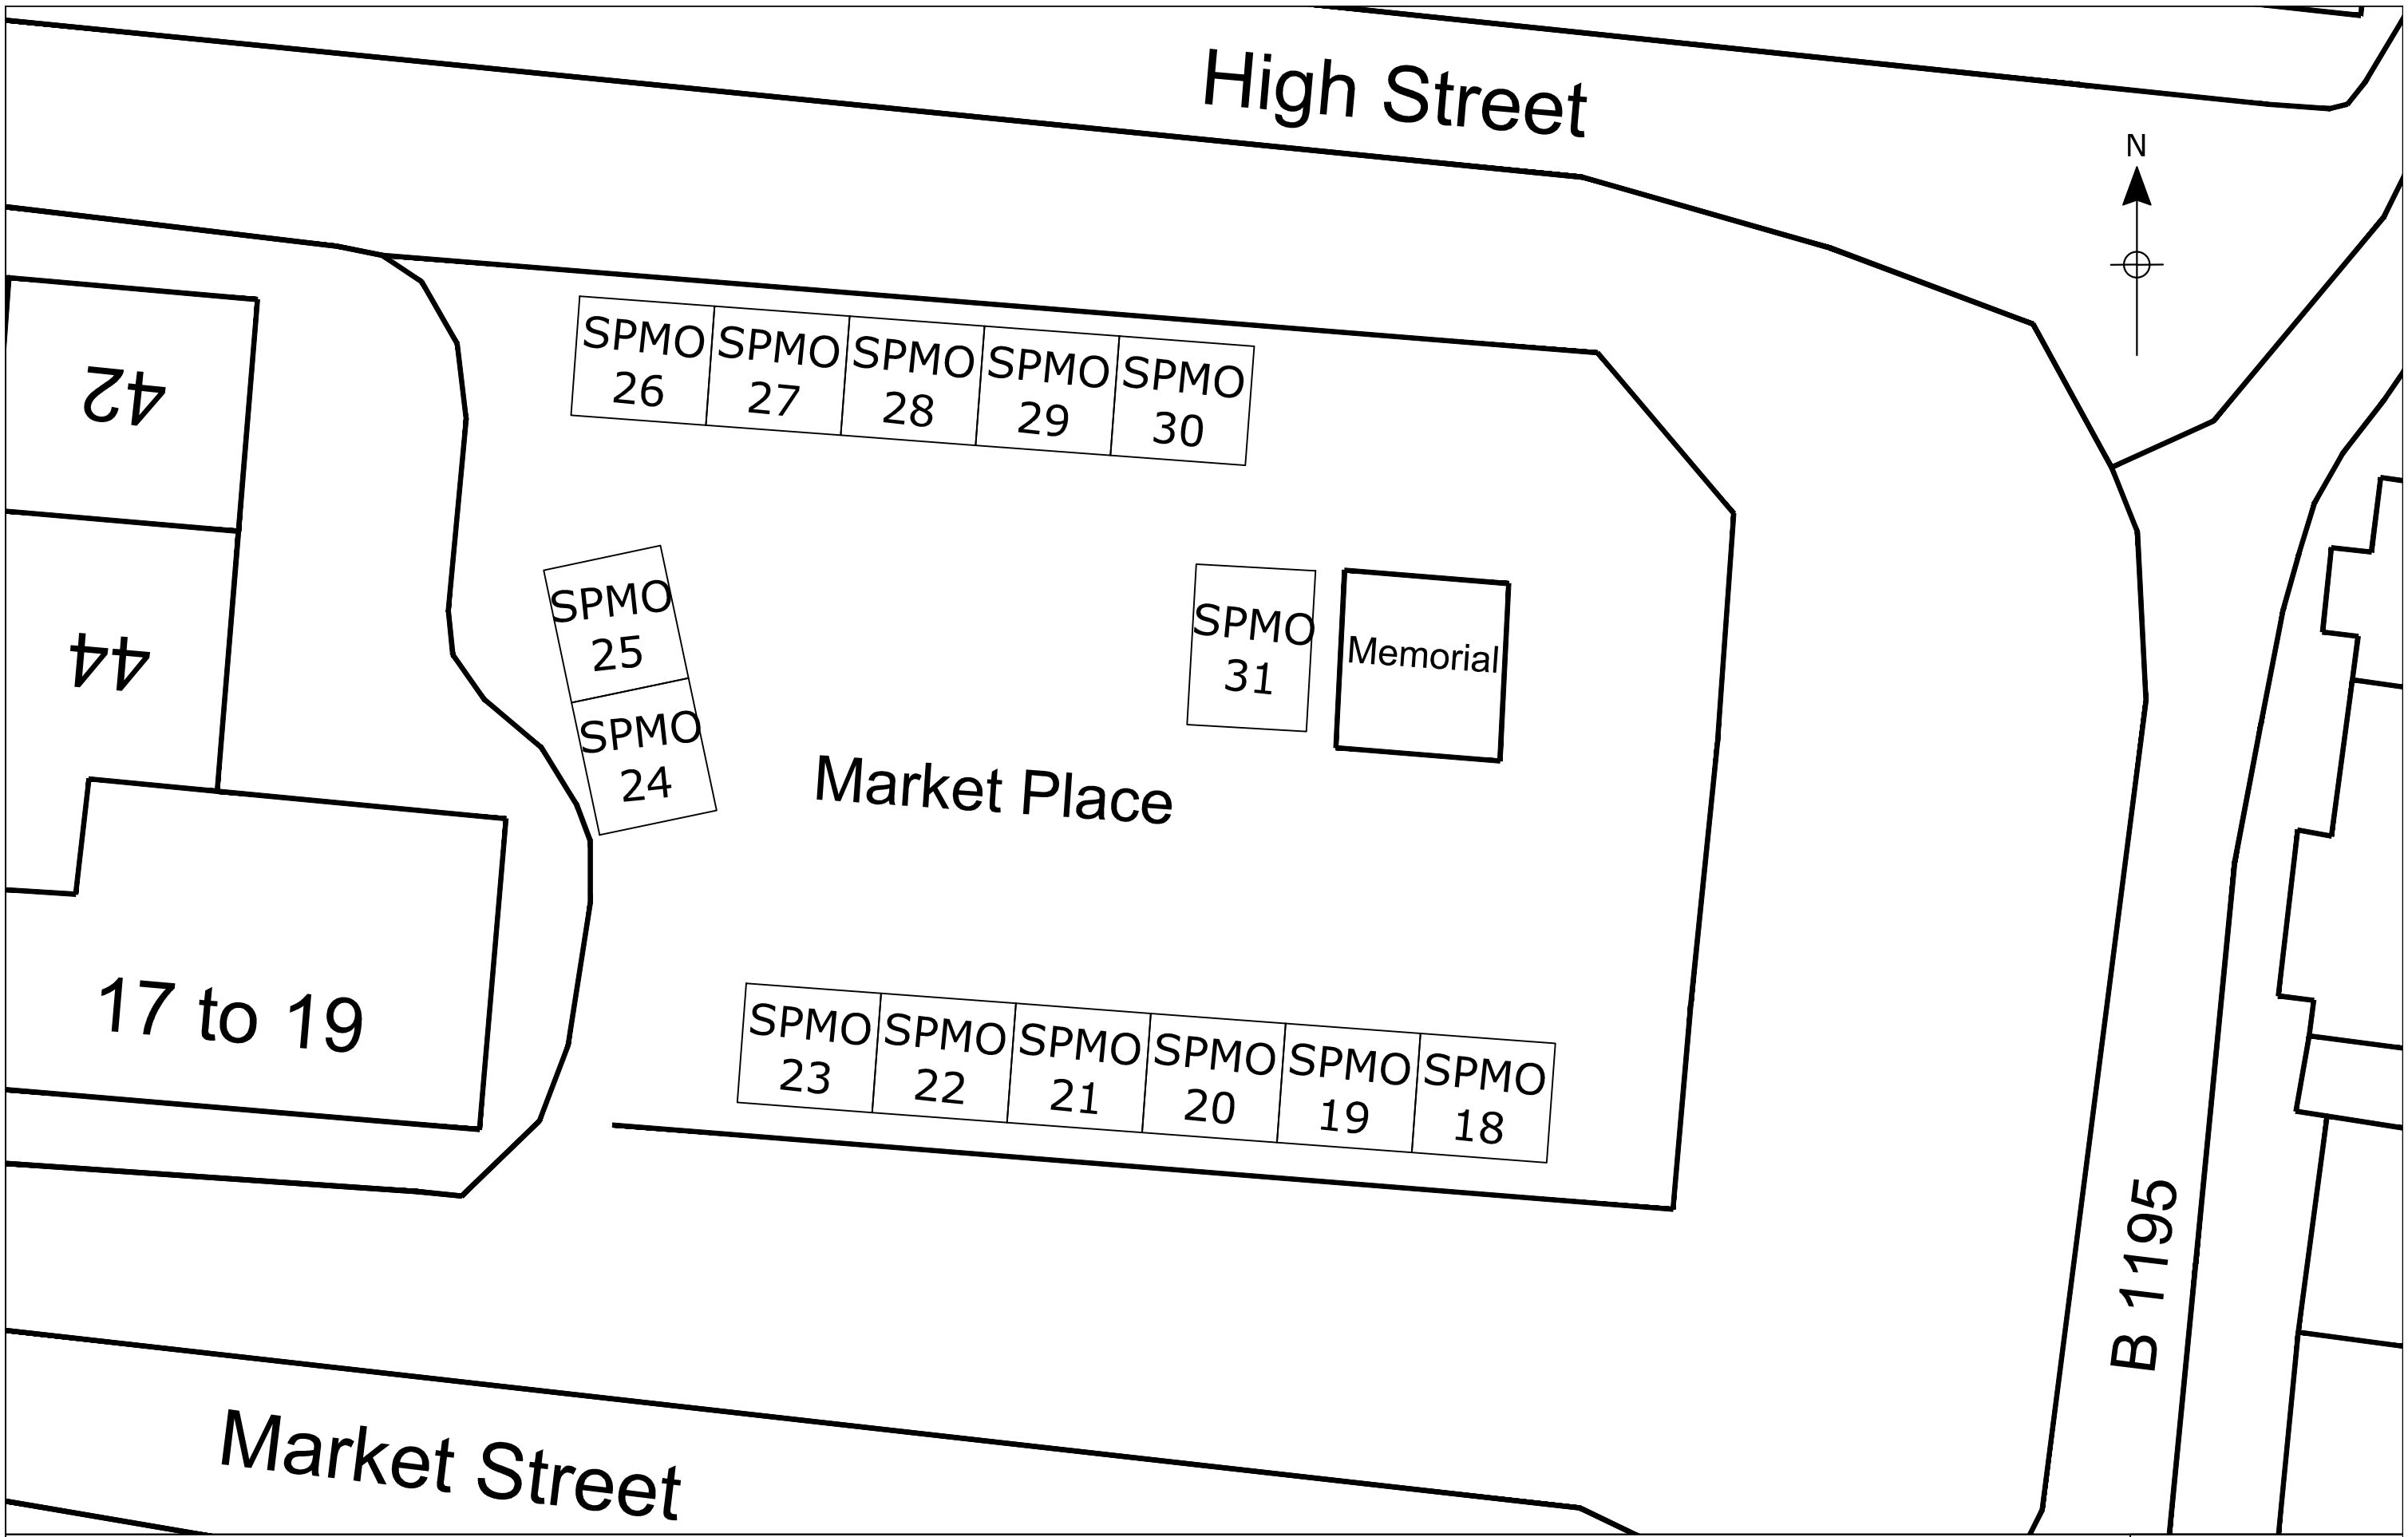 High Street
N
SPMO
26
SPMO
27
SPMO
28
SPMO
29
SPMO
30
42
SPMO
25
SPMO
31
Memorial
44
SPMO
24
Market Place
17 to 19
SPMO
23
SPMO
22
SPMO
21
SPMO
20
SPMO
19
SPMO
18
B 1195
Market Street